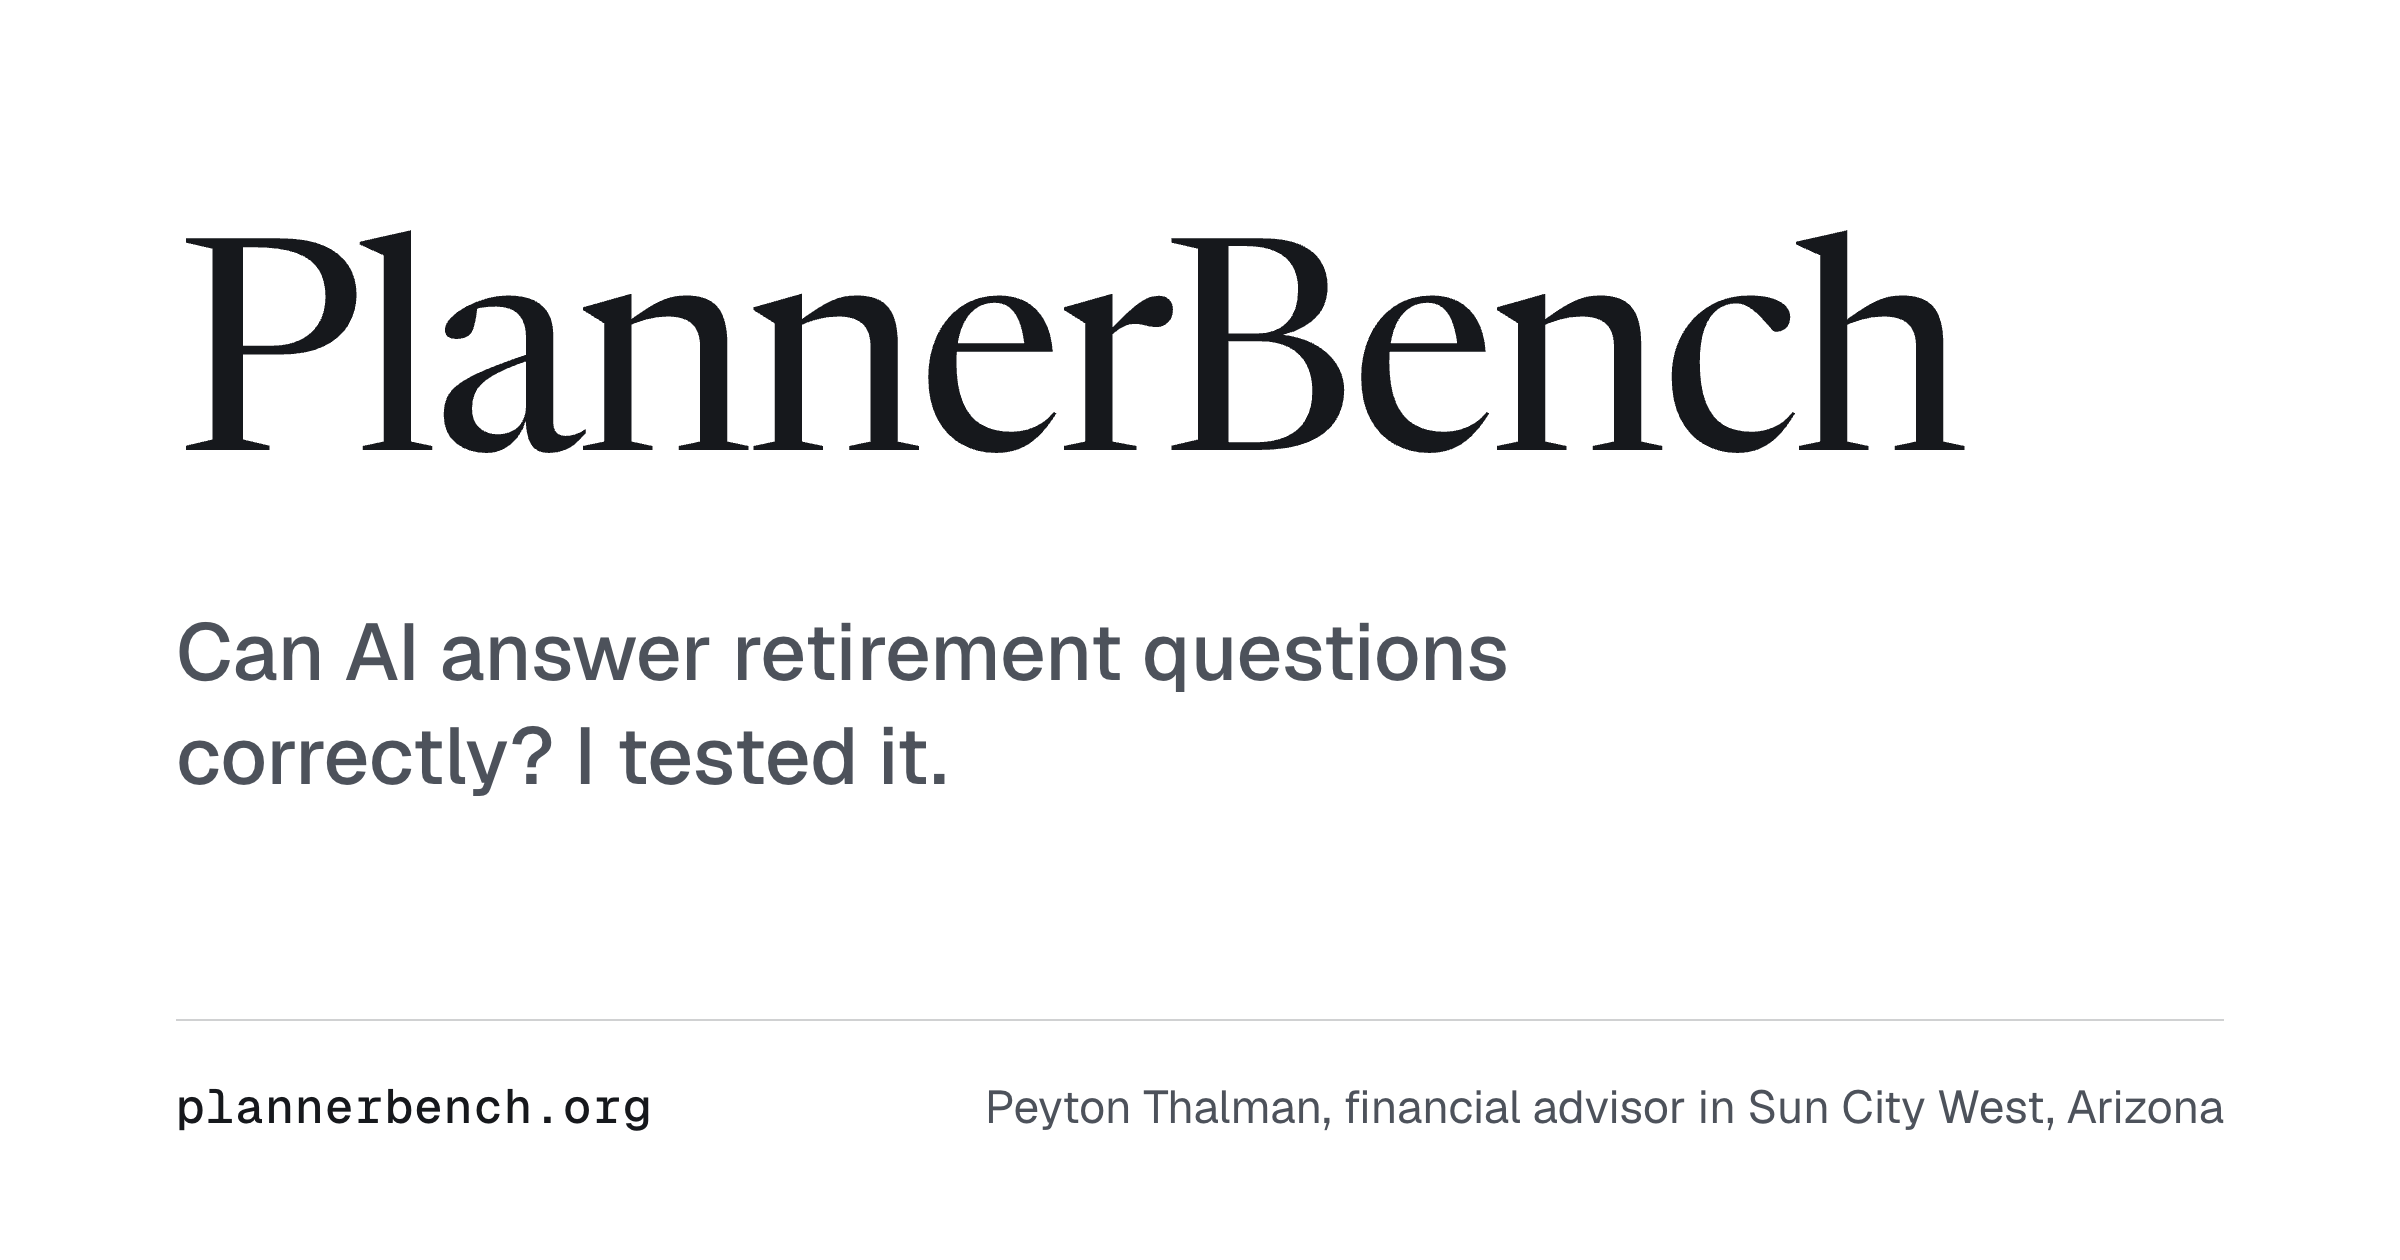 PlannerBench
Can AI answer retirement questions
correctly? I tested it.
plannerbench.org
Peyton Thalman, financial advisor in Sun City West, Arizona